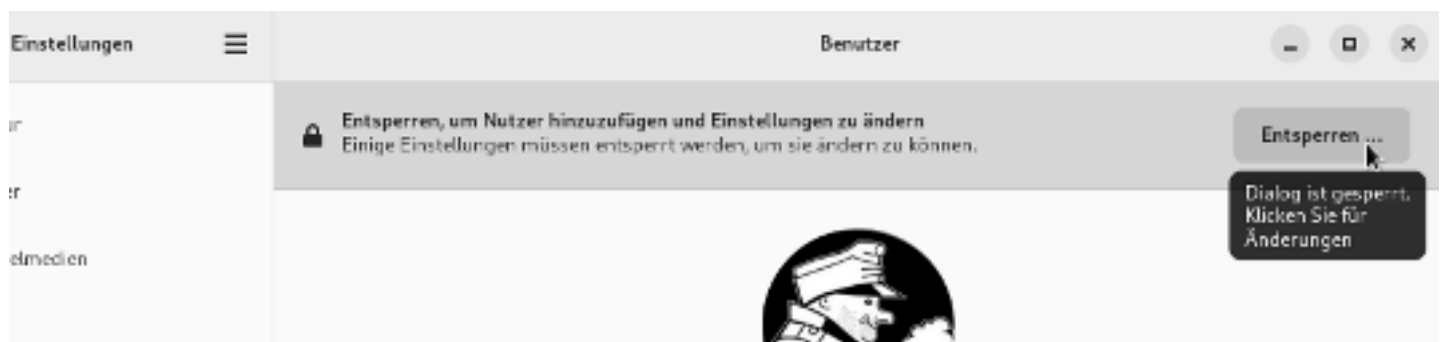 Einstellungen
Benutzer
Entsperren, um Nutzer hinzuzufügen und Einstellungen zu ändern
Einige Einstellungen müssen entsperrt werden, um sie ändern zu können.
Entsperren ...
Dialog ist gesperrt.
Klicken Sie für
Änderungen
elmedien